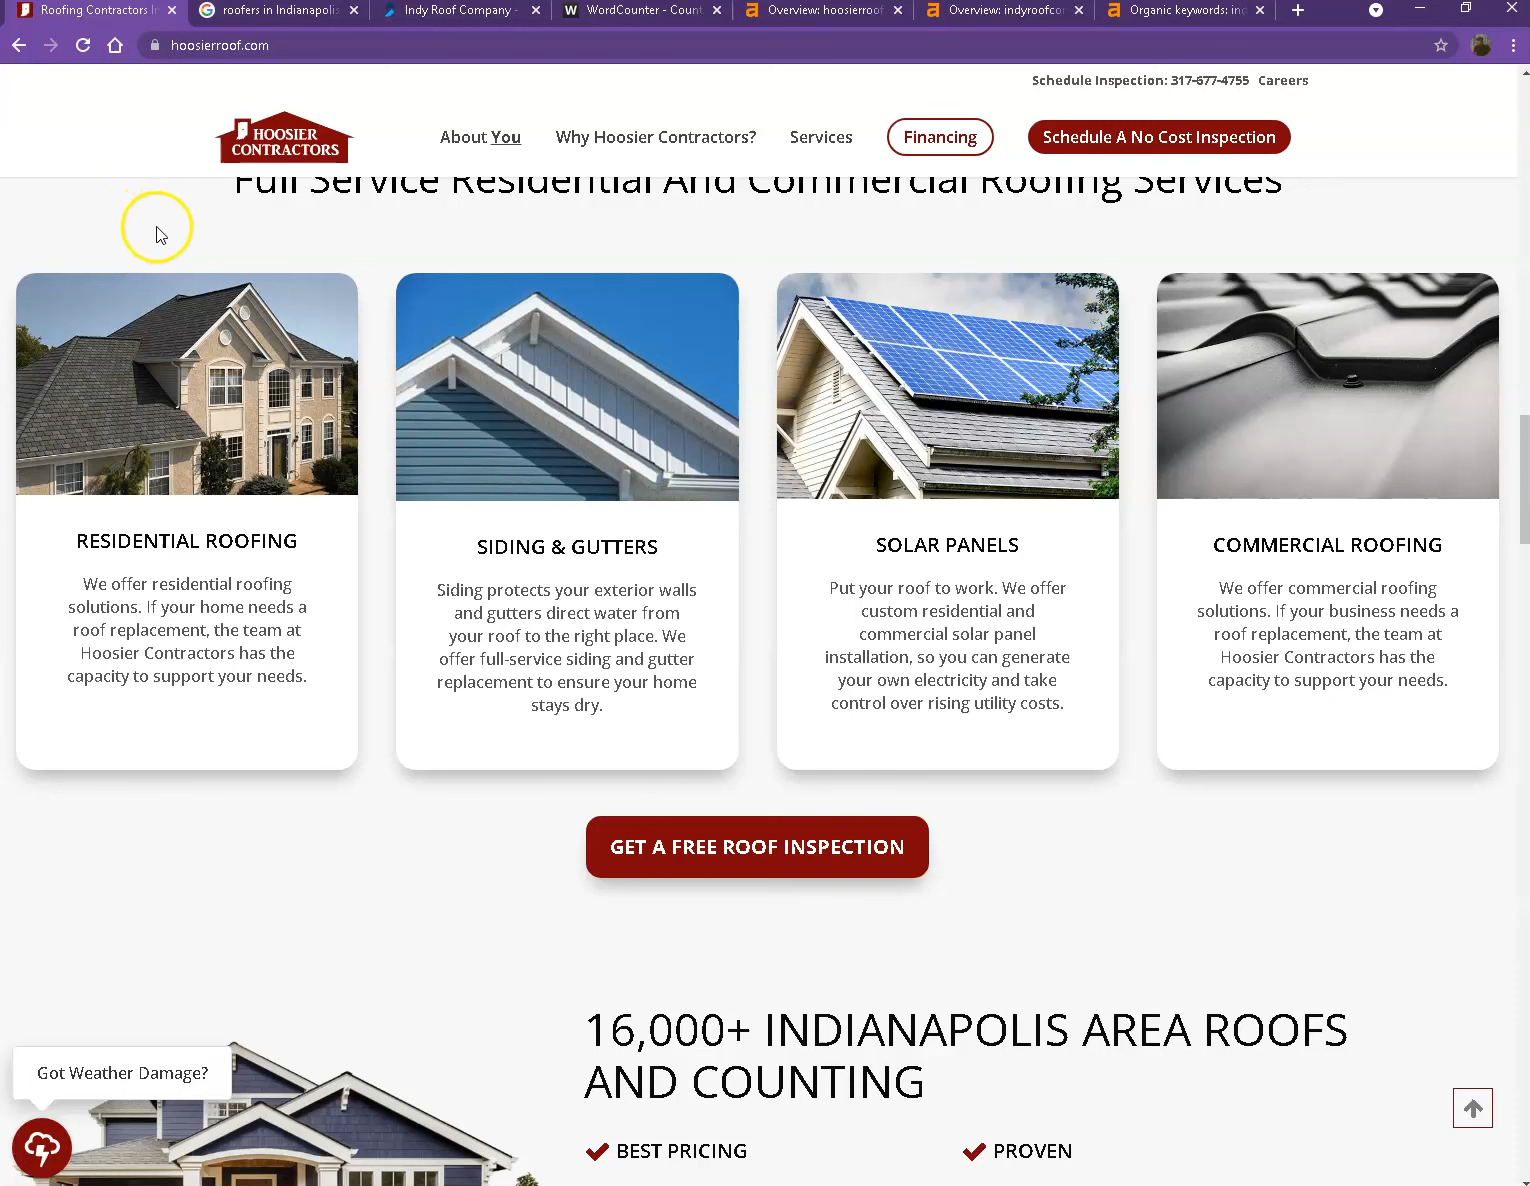 Roofing Contractors I
roofers in Indianapolis
Indy Roof Company -
WordCounter - Count
Overview: hoosierroof
Overview: indyroofco
Organic keywords: ind
hoosierroof.com
Schedule Inspection: 317-677-4755 Careers
HOOSIER
CONTRACTORS
About You
Why Hoosier Contractors?
Services
Financing
Schedule A No Cost Inspection
Full Service Residential And Commercial Roofing Services
RESIDENTIAL ROOFING
We offer residential roofing
solutions. If your home needs a
roof replacement, the team at
Hoosier Contractors has the
capacity to support your needs.
SIDING & GUTTERS
Siding protects your exterior walls
and gutters direct water from
your roof to the right place. We
offer full-service siding and gutter
replacement to ensure your home
stays dry.
SOLAR PANELS
Put your roof to work. We offer
custom residential and
commercial solar panel
installation, so you can generate
your own electricity and take
control over rising utility costs.
COMMERCIAL ROOFING
We offer commercial roofing
solutions. If your business needs a
roof replacement, the team at
Hoosier Contractors has the
capacity to support your needs.
GET A FREE ROOF INSPECTION
16,000+ INDIANAPOLIS AREA ROOFS
AND COUNTING
BEST PRICING
PROVEN
Got Weather Damage?